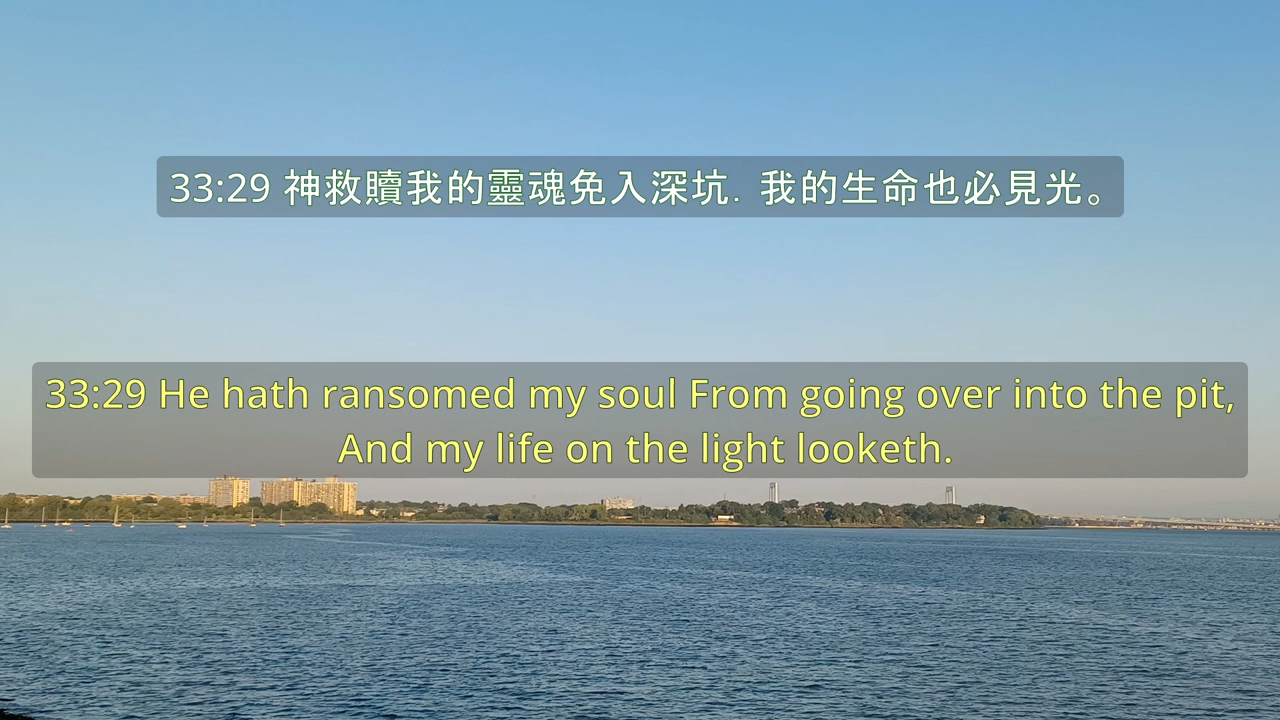 33:29 神救贖我的靈魂免入深坑．我的生命也必見光。
33:29 He hath ransomed my soul From going over into the pit,
And my life on the light looketh.